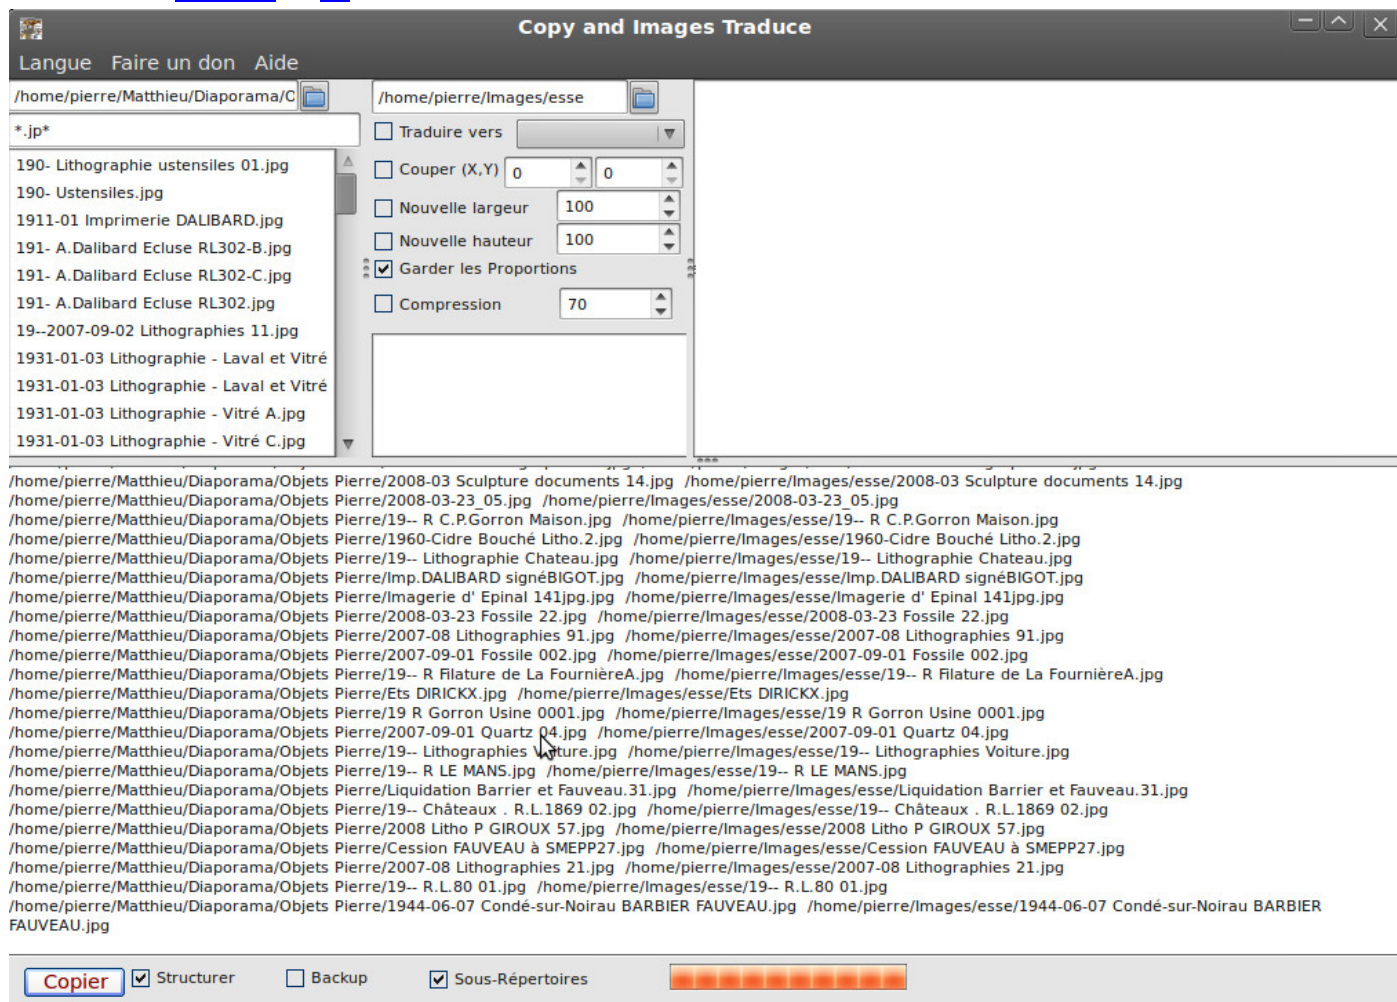 Copy and Images Traduce
Langue Faire un don Aide
/home/pierre/Matthieu/Diaporama/C
/home/pierre/Images/esse
*.jp*
190- Lithographie ustensiles 01.jpg
190- Ustensiles.jpg
1911-01 Imprimerie DALIBARD.jpg
191- A.Dalibard Ecluse RL302-B.jpg
191- A.Dalibard Ecluse RL302-C.jpg
191- A.Dalibard Ecluse RL302.jpg
19--2007-09-02 Lithographies 11.jpg
1931-01-03 Lithographie - Laval et Vitré
1931-01-03 Lithographie - Laval et Vitré
1931-01-03 Lithographie - Vitré A.jpg
1931-01-03 Lithographie - Vitré C.jpg
Traduire vers
Couper (X,Y) 0 0
Nouvelle largeur 100
Nouvelle hauteur 100
Garder les Proportions
Compression 70
/home/pierre/Matthieu/Diaporama/Objets Pierre/2008-03 Sculpture documents 14.jpg /home/pierre/Images/esse/2008-03 Sculpture documents 14.jpg
/home/pierre/Matthieu/Diaporama/Objets Pierre/2008-03-23_05.jpg /home/pierre/Images/esse/2008-03-23_05.jpg
/home/pierre/Matthieu/Diaporama/Objets Pierre/19-- R C.P.Gorron Maison.jpg /home/pierre/Images/esse/19-- R C.P.Gorron Maison.jpg
/home/pierre/Matthieu/Diaporama/Objets Pierre/1960-Cidre Bouché Litho.2.jpg /home/pierre/Images/esse/1960-Cidre Bouché Litho.2.jpg
/home/pierre/Matthieu/Diaporama/Objets Pierre/19-- Lithographie Chateau.jpg /home/pierre/Images/esse/19-- Lithographie Chateau.jpg
/home/pierre/Matthieu/Diaporama/Objets Pierre/Imp.DALIBARD signéBIGOT.jpg /home/pierre/Images/esse/Imp.DALIBARD signéBIGOT.jpg
/home/pierre/Matthieu/Diaporama/Objets Pierre/Imagerie d' Epinal 141jpg.jpg /home/pierre/Images/esse/Imagerie d' Epinal 141jpg.jpg
/home/pierre/Matthieu/Diaporama/Objets Pierre/2008-03-23 Fossile 22.jpg /home/pierre/Images/esse/2008-03-23 Fossile 22.jpg
/home/pierre/Matthieu/Diaporama/Objets Pierre/2007-08 Lithographies 91.jpg /home/pierre/Images/esse/2007-08 Lithographies 91.jpg
/home/pierre/Matthieu/Diaporama/Objets Pierre/2007-09-01 Fossile 002.jpg /home/pierre/Images/esse/2007-09-01 Fossile 002.jpg
/home/pierre/Matthieu/Diaporama/Objets Pierre/19-- R Filature de La FournièreA.jpg /home/pierre/Images/esse/19-- R Filature de La FournièreA.jpg
/home/pierre/Matthieu/Diaporama/Objets Pierre/Ets DIRICKX.jpg /home/pierre/Images/esse/Ets DIRICKX.jpg
/home/pierre/Matthieu/Diaporama/Objets Pierre/19 R Gorron Usine 0001.jpg /home/pierre/Images/esse/19 R Gorron Usine 0001.jpg
/home/pierre/Matthieu/Diaporama/Objets Pierre/2007-09-01 Quartz 04.jpg /home/pierre/Images/esse/2007-09-01 Quartz 04.jpg
/home/pierre/Matthieu/Diaporama/Objets Pierre/19-- Lithographies Voiture.jpg /home/pierre/Images/esse/19-- Lithographies Voiture.jpg
/home/pierre/Matthieu/Diaporama/Objets Pierre/19-- R LE MANS.jpg /home/pierre/Images/esse/19-- R LE MANS.jpg
/home/pierre/Matthieu/Diaporama/Objets Pierre/Liquidation Barrier et Fauveau.31.jpg /home/pierre/Images/esse/Liquidation Barrier et Fauveau.31.jpg
/home/pierre/Matthieu/Diaporama/Objets Pierre/19-- Châteaux . R.L.1869 02.jpg /home/pierre/Images/esse/19-- Châteaux . R.L.1869 02.jpg
/home/pierre/Matthieu/Diaporama/Objets Pierre/2008 Litho P GIROUX 57.jpg /home/pierre/Images/esse/2008 Litho P GIROUX 57.jpg
/home/pierre/Matthieu/Diaporama/Objets Pierre/Cession FAUVEAU à SMEPP27.jpg /home/pierre/Images/esse/Cession FAUVEAU à SMEPP27.jpg
/home/pierre/Matthieu/Diaporama/Objets Pierre/2007-08 Lithographies 21.jpg /home/pierre/Images/esse/2007-08 Lithographies 21.jpg
/home/pierre/Matthieu/Diaporama/Objets Pierre/19-- R.L.80 01.jpg /home/pierre/Images/esse/19-- R.L.80 01.jpg
/home/pierre/Matthieu/Diaporama/Objets Pierre/1944-06-07 Condé-sur-Noirau BARBIER FAUVEAU.jpg /home/pierre/Images/esse/1944-06-07 Condé-sur-Noirau BARBIER
FAUVEAU.jpg
Copier Structurer Backup Sous-Répertoires